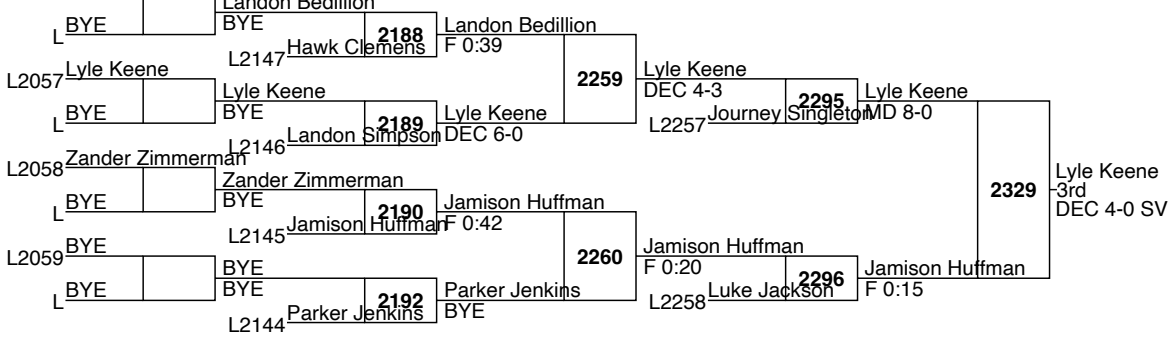 Landon Bedillion
L BYE
BYE
2188
Landon Bedillion
F 0:39
L2147 Hawk Clemens
L2057 Lyle Keene
2259
Lyle Keene
DEC 4-3
Lyle Keene
BYE
L BYE
2189
Lyle Keene
DEC 6-0
L2146 Landon Simpson
L2257 Journey Singleton
2295
Lyle Keene
MD 8-0
L2058 Zander Zimmerman
Zander Zimmerman
BYE
L BYE
2190
Jamison Huffman
F 0:42
L2145 Jamison Huffman
2329
Lyle Keene
3rd
DEC 4-0 SV
L2059 BYE
2260
Jamison Huffman
F 0:20
BYE
BYE
L BYE
2192
Parker Jenkins
BYE
L2144 Parker Jenkins
L2258 Luke Jackson
2296
Jamison Huffman
F 0:15